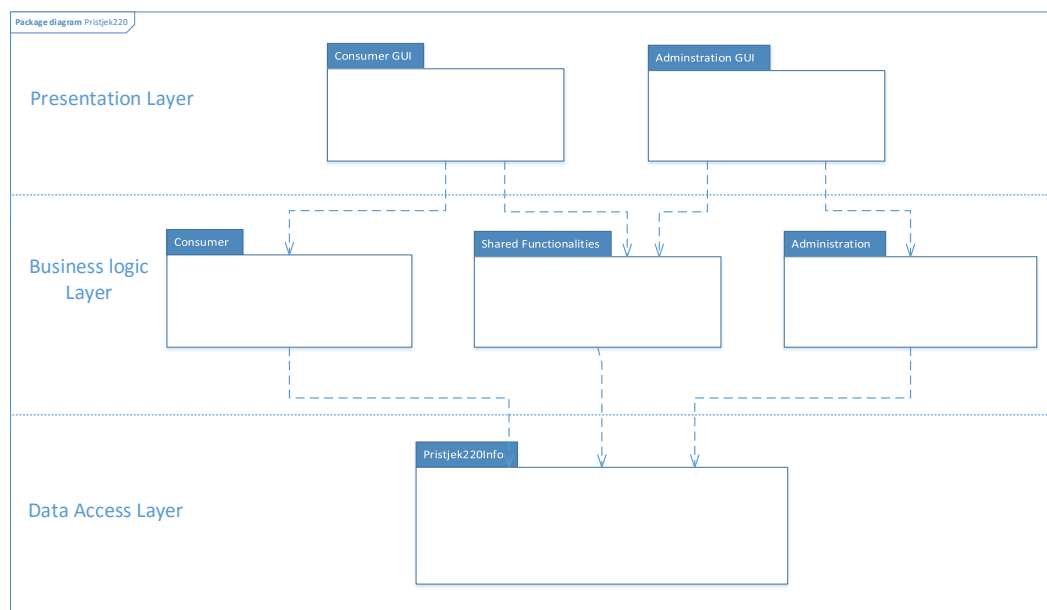 Package diagram Pristjek220
Consumer GUI
Adminstration GUI
Presentation Layer
Consumer
Shared Functionalities
Administration
Business logic
Layer
Pristjek220Info
Data Access Layer